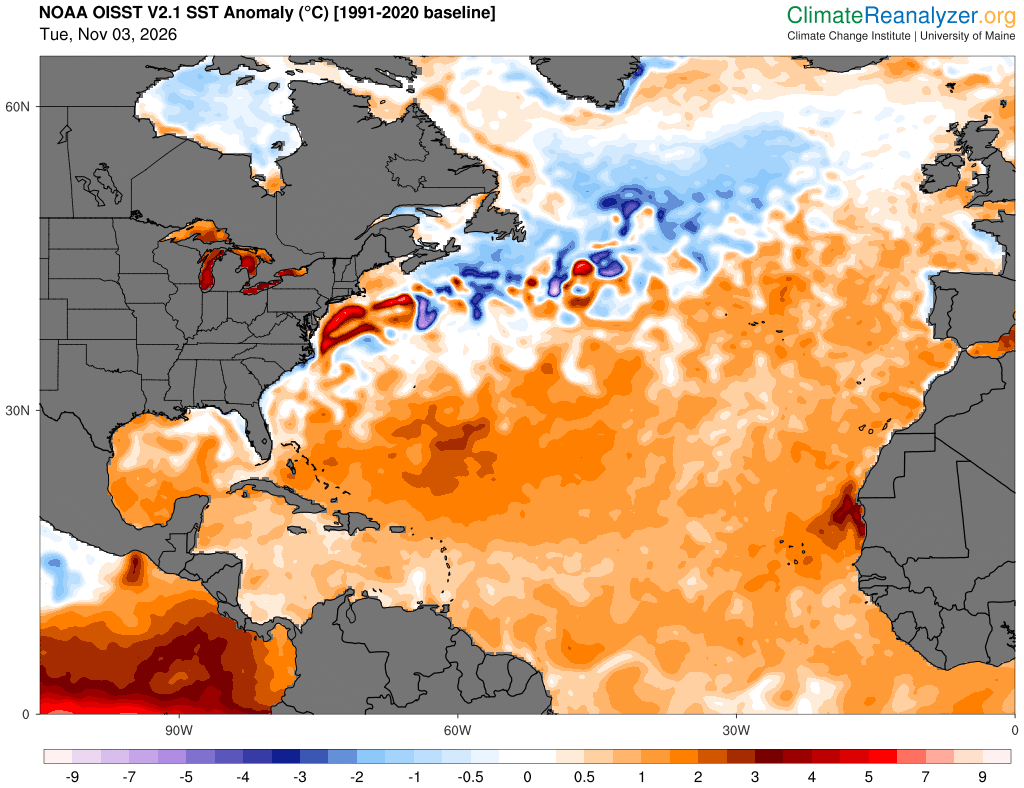 NOAA OISST V2.1 SST Anomaly (°C) [1991-2020 baseline]
Tue, Nov 03, 2026
ClimateReanalyzer.org
Climate Change Institute | University of Maine
60N
30N
0
90W
60W
30W
0
-9 -7 -5 -4 -3 -2 -1 -0.5 0 0.5 1 2 3 4 5 7 9